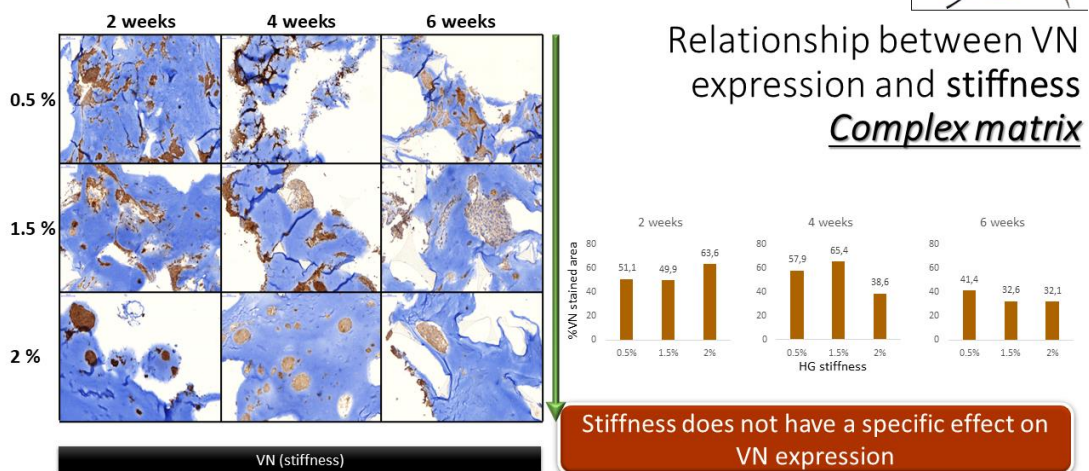 2 weeks 4 weeks 6 weeks
0.5 %
1.5 %
2 %
VN (stiffness)
Relationship between VN
expression and stiffness
Complex matrix
%VN stained area
2 weeks
80
60
40
20
0
51,1
49,9
63,6
0.5% 1.5% 2%
4 weeks
80
60
40
20
0
57,9
65,4
38,6
0.5% 1.5% 2%
HG stiffness
6 weeks
80
60
40
20
0
41,4
32,6
32,1
0.5% 1.5% 2%
Stiffness does not have a specific effect on
VN expression